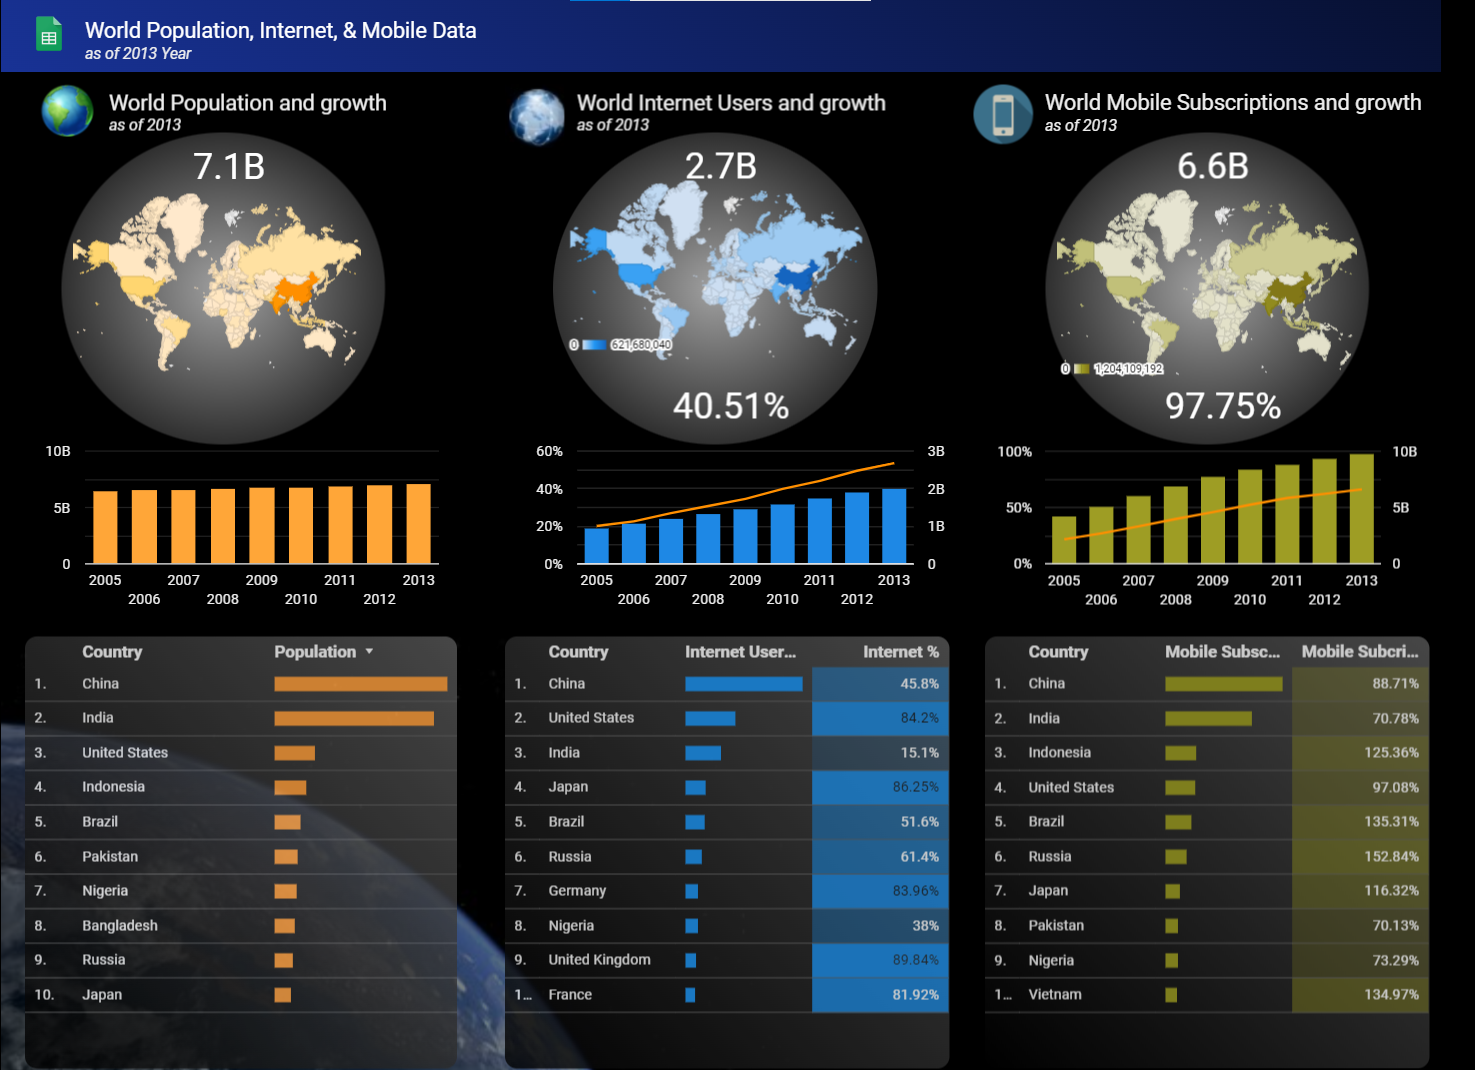 World Population, Internet, & Mobile Data
as of 2013 Year
World Population and growth
as of 2013
7.1B
10B
5B
0
2005 2007 2009 2011 2013
2006 2008 2010 2012
World Internet Users and growth
as of 2013
2.7B
0 621,680,040
40.51%
60% 3B
40% 2B
20% 1B
0% 0
2005 2007 2009 2011 2013
2006 2008 2010 2012
World Mobile Subscriptions and growth
as of 2013
6.6B
0 1,204,109,192
97.75%
100% 10B
50% 5B
0% 0
2005 2007 2009 2011 2013
2006 2008 2010 2012
Country Population
1. China
2. India
3. United States
4. Indonesia
5. Brazil
6. Pakistan
7. Nigeria
8. Bangladesh
9. Russia
10. Japan
Country Internet User... Internet %
1. China 45.8%
2. United States 84.2%
3. India 15.1%
4. Japan 86.25%
5. Brazil 51.6%
6. Russia 61.4%
7. Germany 83.96%
8. Nigeria 38%
9. United Kingdom 89.84%
1... France 81.92%
Country Mobile Subsc... Mobile Subcri...
1. China 88.71%
2. India 70.78%
3. Indonesia 125.36%
4. United States 97.08%
5. Brazil 135.31%
6. Russia 152.84%
7. Japan 116.32%
8. Pakistan 70.13%
9. Nigeria 73.29%
1... Vietnam 134.97%